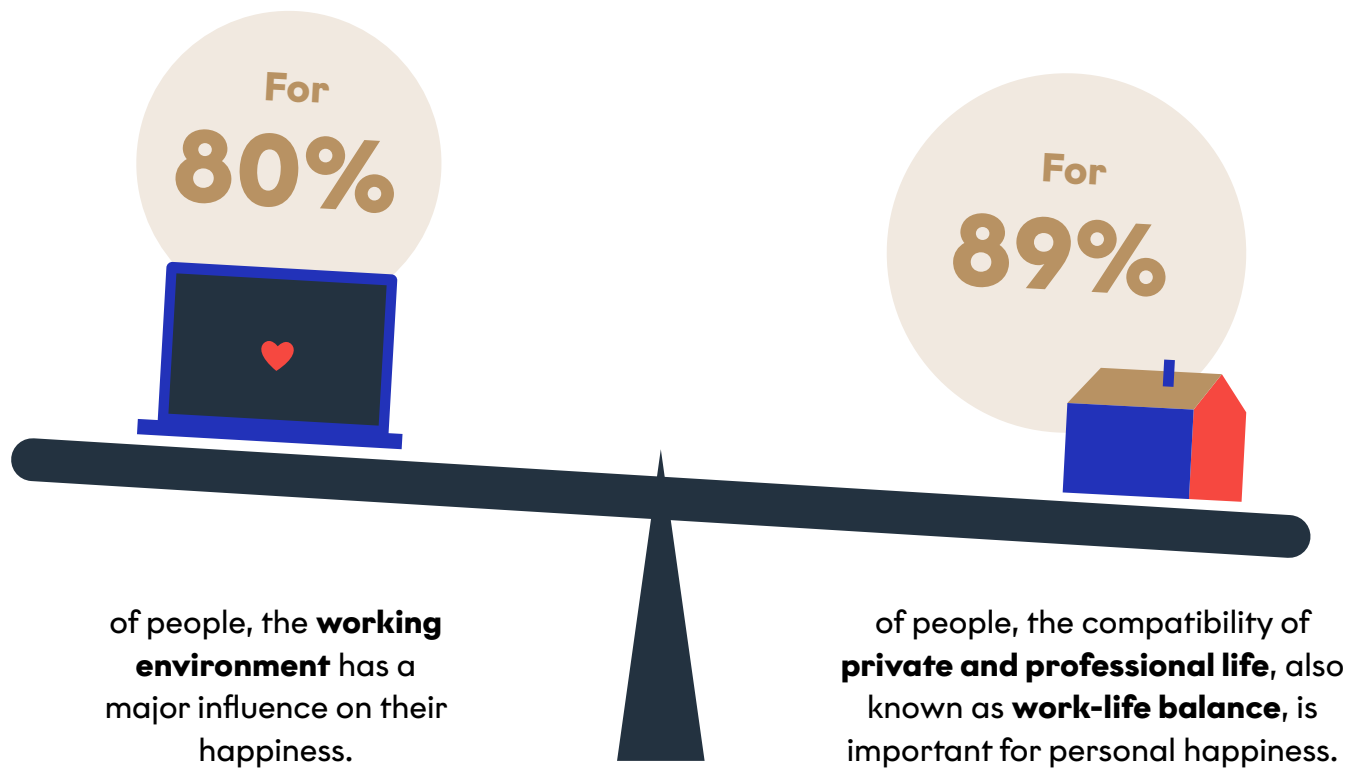 For
80%
of people, the working
environment has a
major influence on their
happiness.
For
89%
of people, the compatibility of
private and professional life, also
known as work-life balance, is
important for personal happiness.